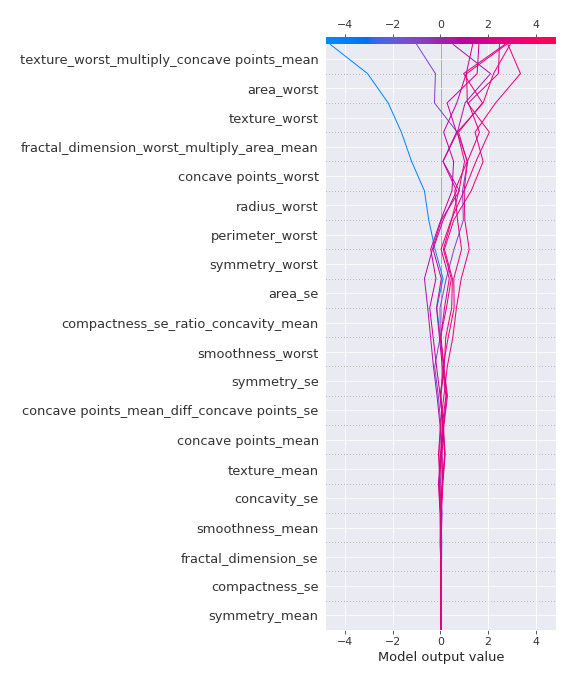 −4 −2 0 2 4
texture_worst_multiply_concave points_mean
area_worst
texture_worst
fractal_dimension_worst_multiply_area_mean
concave points_worst
radius_worst
perimeter_worst
symmetry_worst
area_se
compactness_se_ratio_concavity_mean
smoothness_worst
symmetry_se
concave points_mean_diff_concave points_se
concave points_mean
texture_mean
concavity_se
smoothness_mean
fractal_dimension_se
compactness_se
symmetry_mean
−4 −2 0 2 4
Model output value